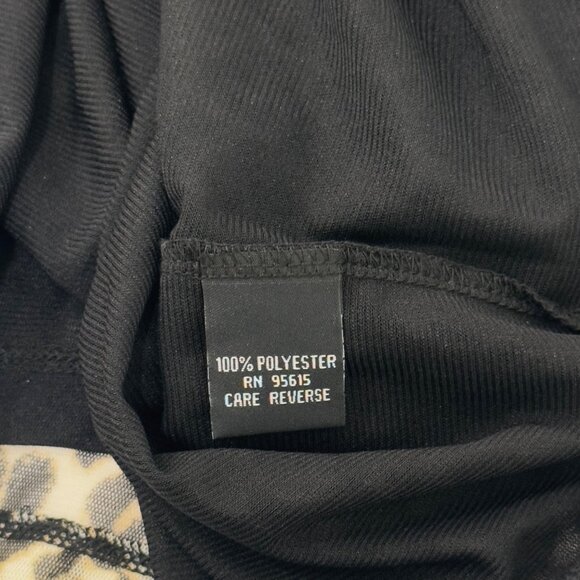 100% POLYESTER
RN 95615
CARE REVERSE